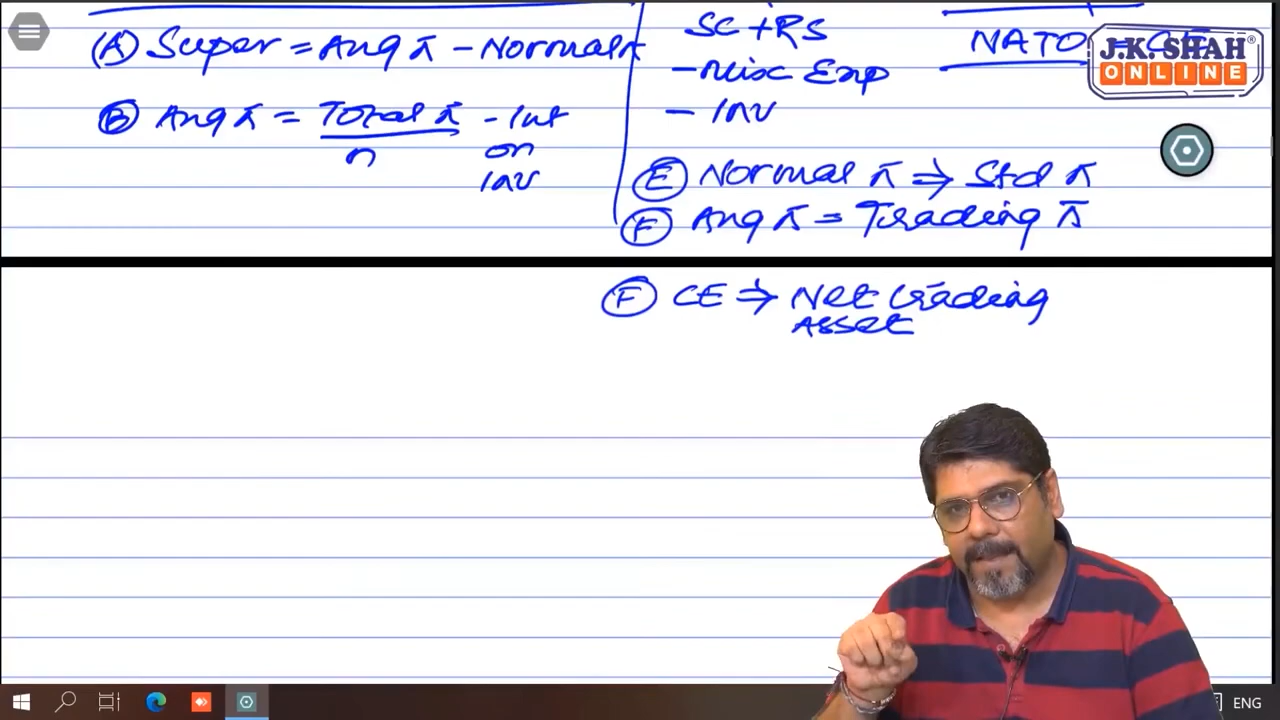 (A) Super = Avg π - Normal π
(B) Avg π = Total π - Int
n
on
Inv
SC + RS
- Misc Exp
- Inv
NATO = CE
J.K. SHAH®
ONLINE
(E) Normal π ⇒ Std π
(F) Avg π = Trading π
(F) CE ⇒ Net trading
Asset
ENG